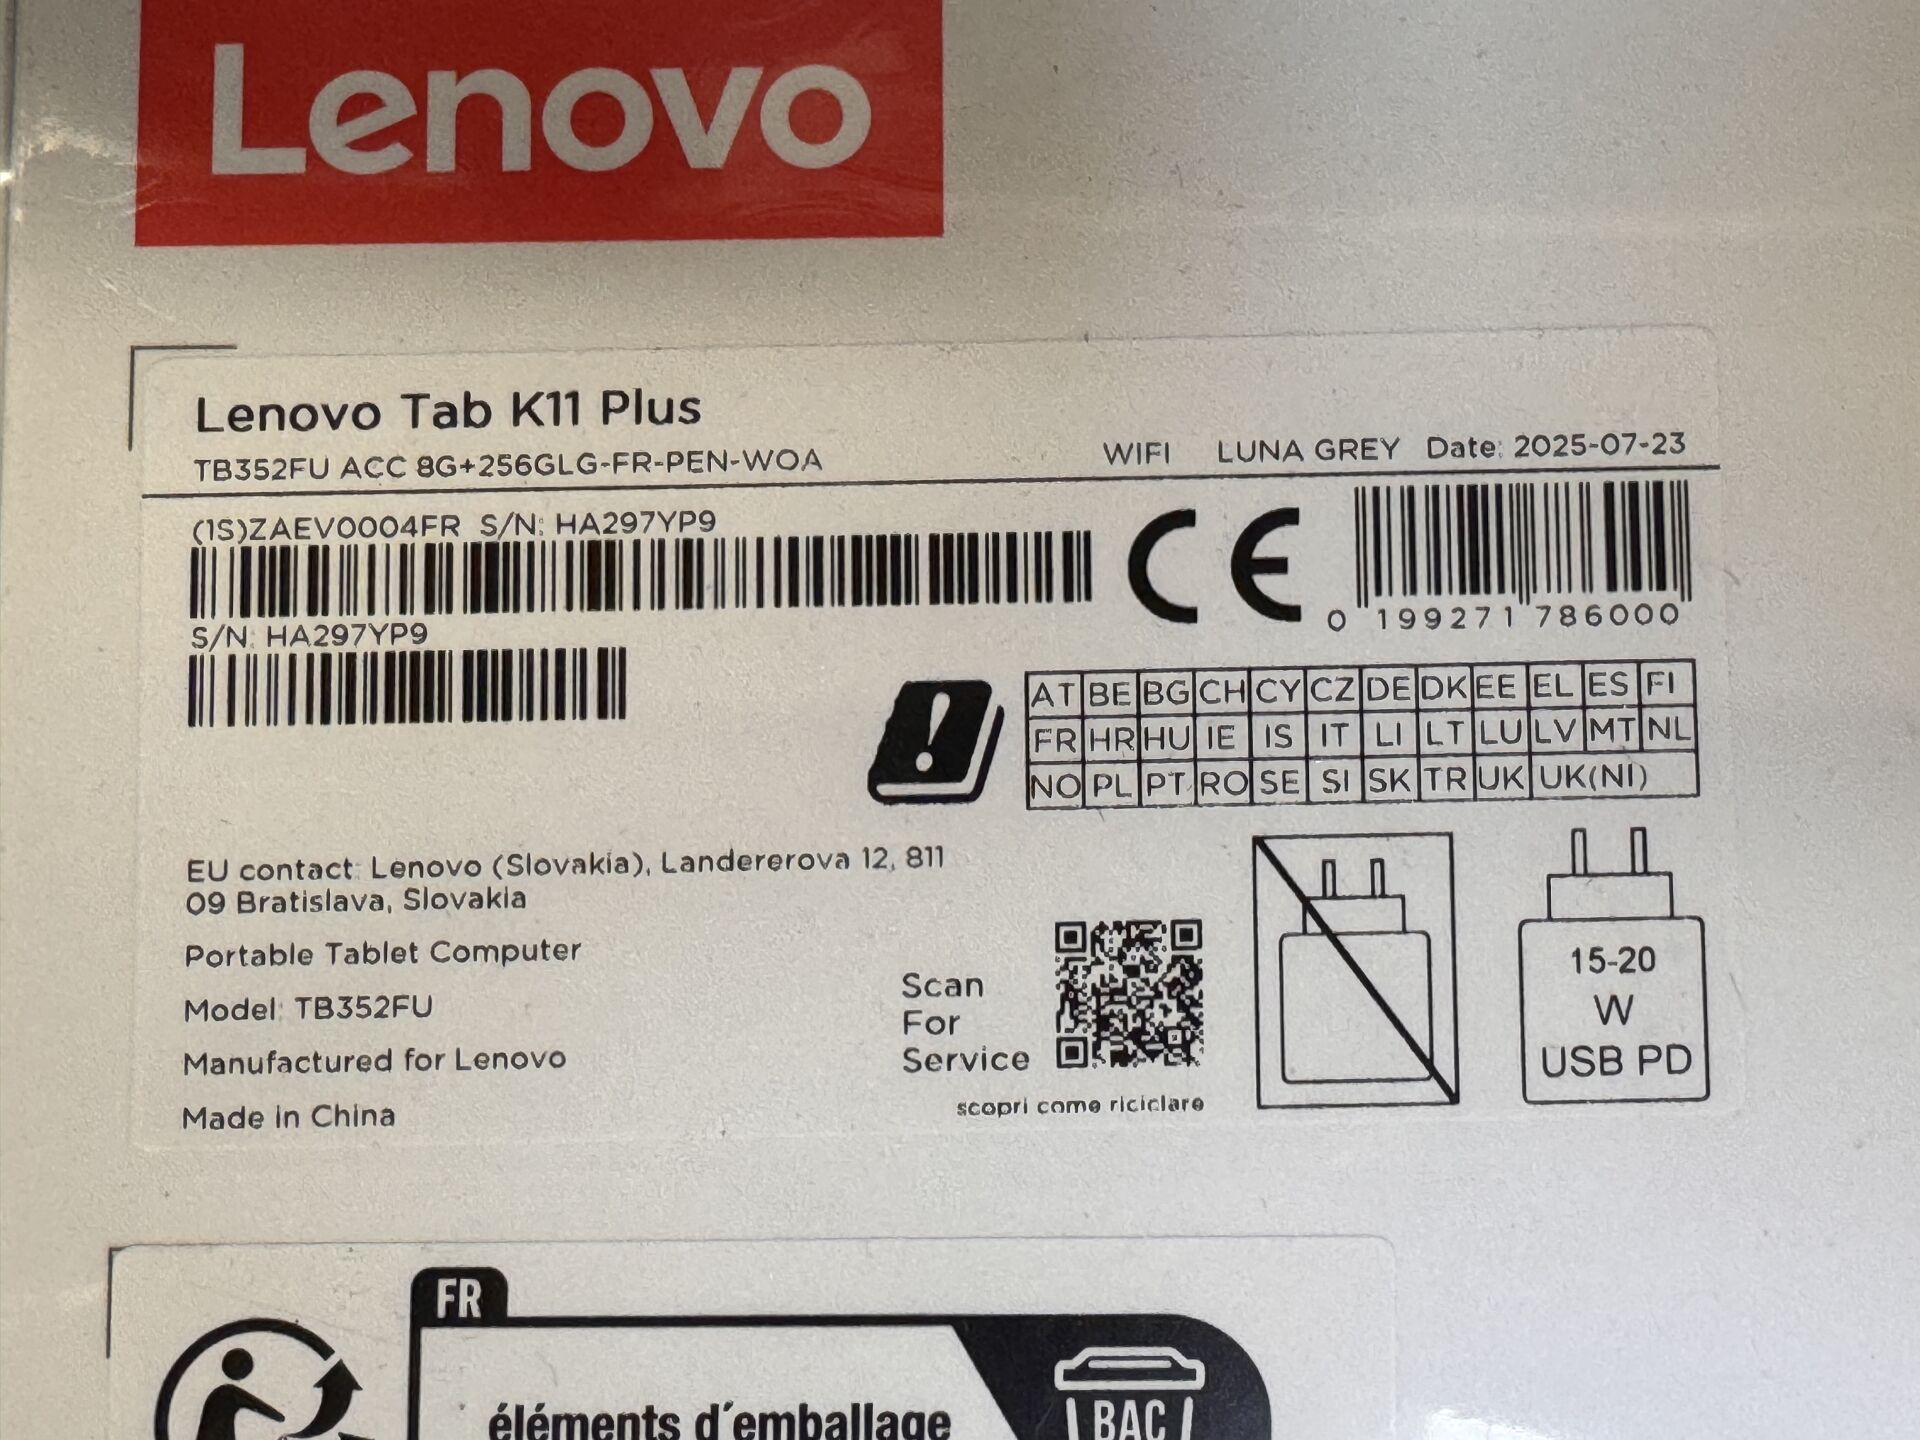 Lenovo
Lenovo Tab K11 Plus
TB352FU ACC 8G+256GLG-FR-PEN-WOA WIFI LUNA GREY Date: 2025-07-23
(1S)ZAEV0004FR S/N: HA297YP9
0 199271 786000
S/N: HA297YP9
AT BE BG CH CY CZ DE DK EE EL ES FI
FR HR HU IE IS IT LI LT LU LV MT NL
NO PL PT RO SE SI SK TR UK UK(NI)
EU contact: Lenovo (Slovakia), Landererova 12, 811
09 Bratislava, Slovakia
Portable Tablet Computer
Model: TB352FU
Manufactured for Lenovo
Made in China
Scan
For
Service
scopri come riciclare
15-20
W
USB PD
FR
éléments d´emballage
BAC